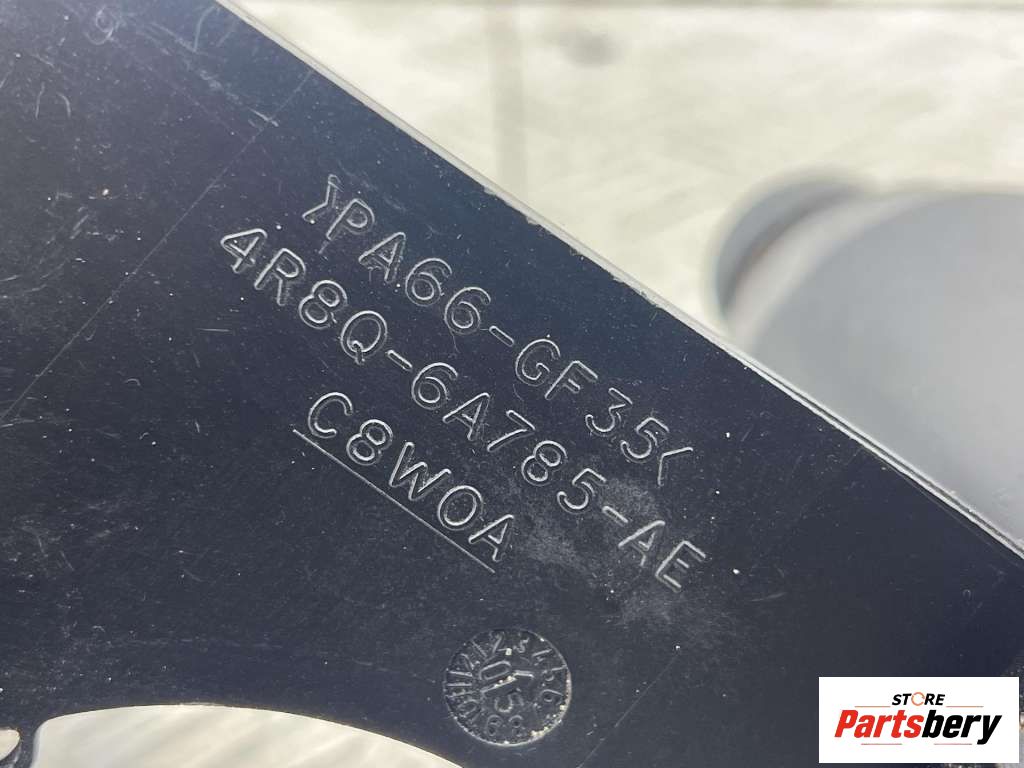 >PA66-GF35<
4R8Q-6A785-AE
C8W0A
STORE
Partsbery